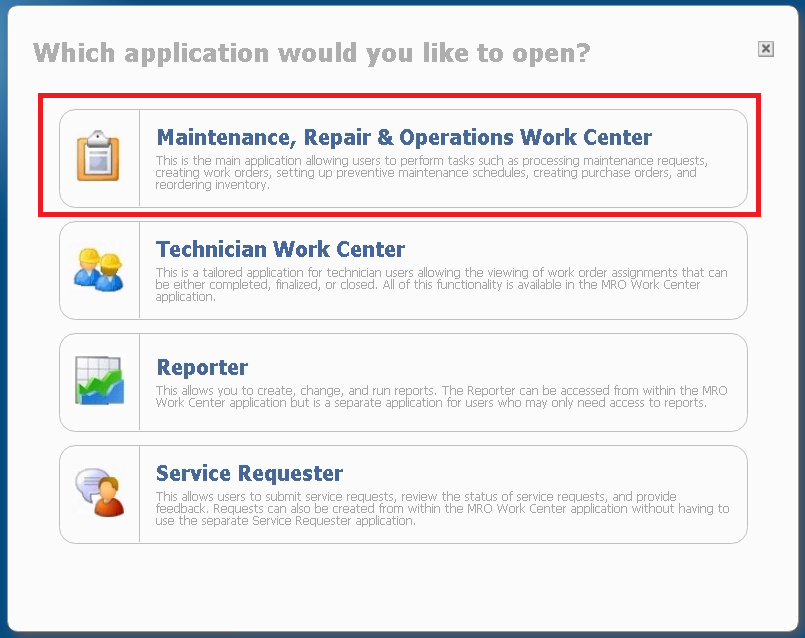 Which application would you like to open?
Maintenance, Repair & Operations Work Center
This is the main application allowing users to perform tasks such as processing maintenance requests,
creating work orders, setting up preventive maintenance schedules, creating purchase orders, and
reordering inventory.
Technician Work Center
This is a tailored application for technician users allowing the viewing of work order assignments that can
be either completed, finalized, or closed. All of this functionality is available in the MRO Work Center
application.
Reporter
This allows you to create, change, and run reports. The Reporter can be accessed from within the MRO
Work Center application but is a separate application for users who may only need access to reports.
Service Requester
This allows users to submit service requests, review the status of service requests, and provide
feedback. Requests can also be created from within the MRO Work Center application without having to
use the separate Service Requester application.